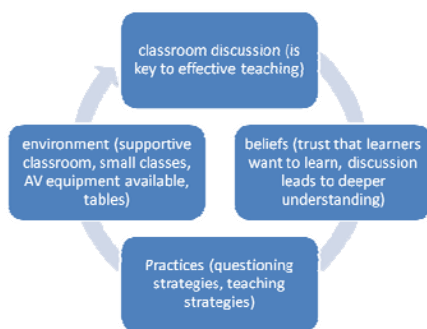 classroom discussion (is
key to effective teaching)
environment (supportive
classroom, small classes,
AV equipment available,
tables)
beliefs (trust that learners
want to learn, discussion
leads to deeper
understanding)
Practices (questioning
strategies, teaching
strategies)